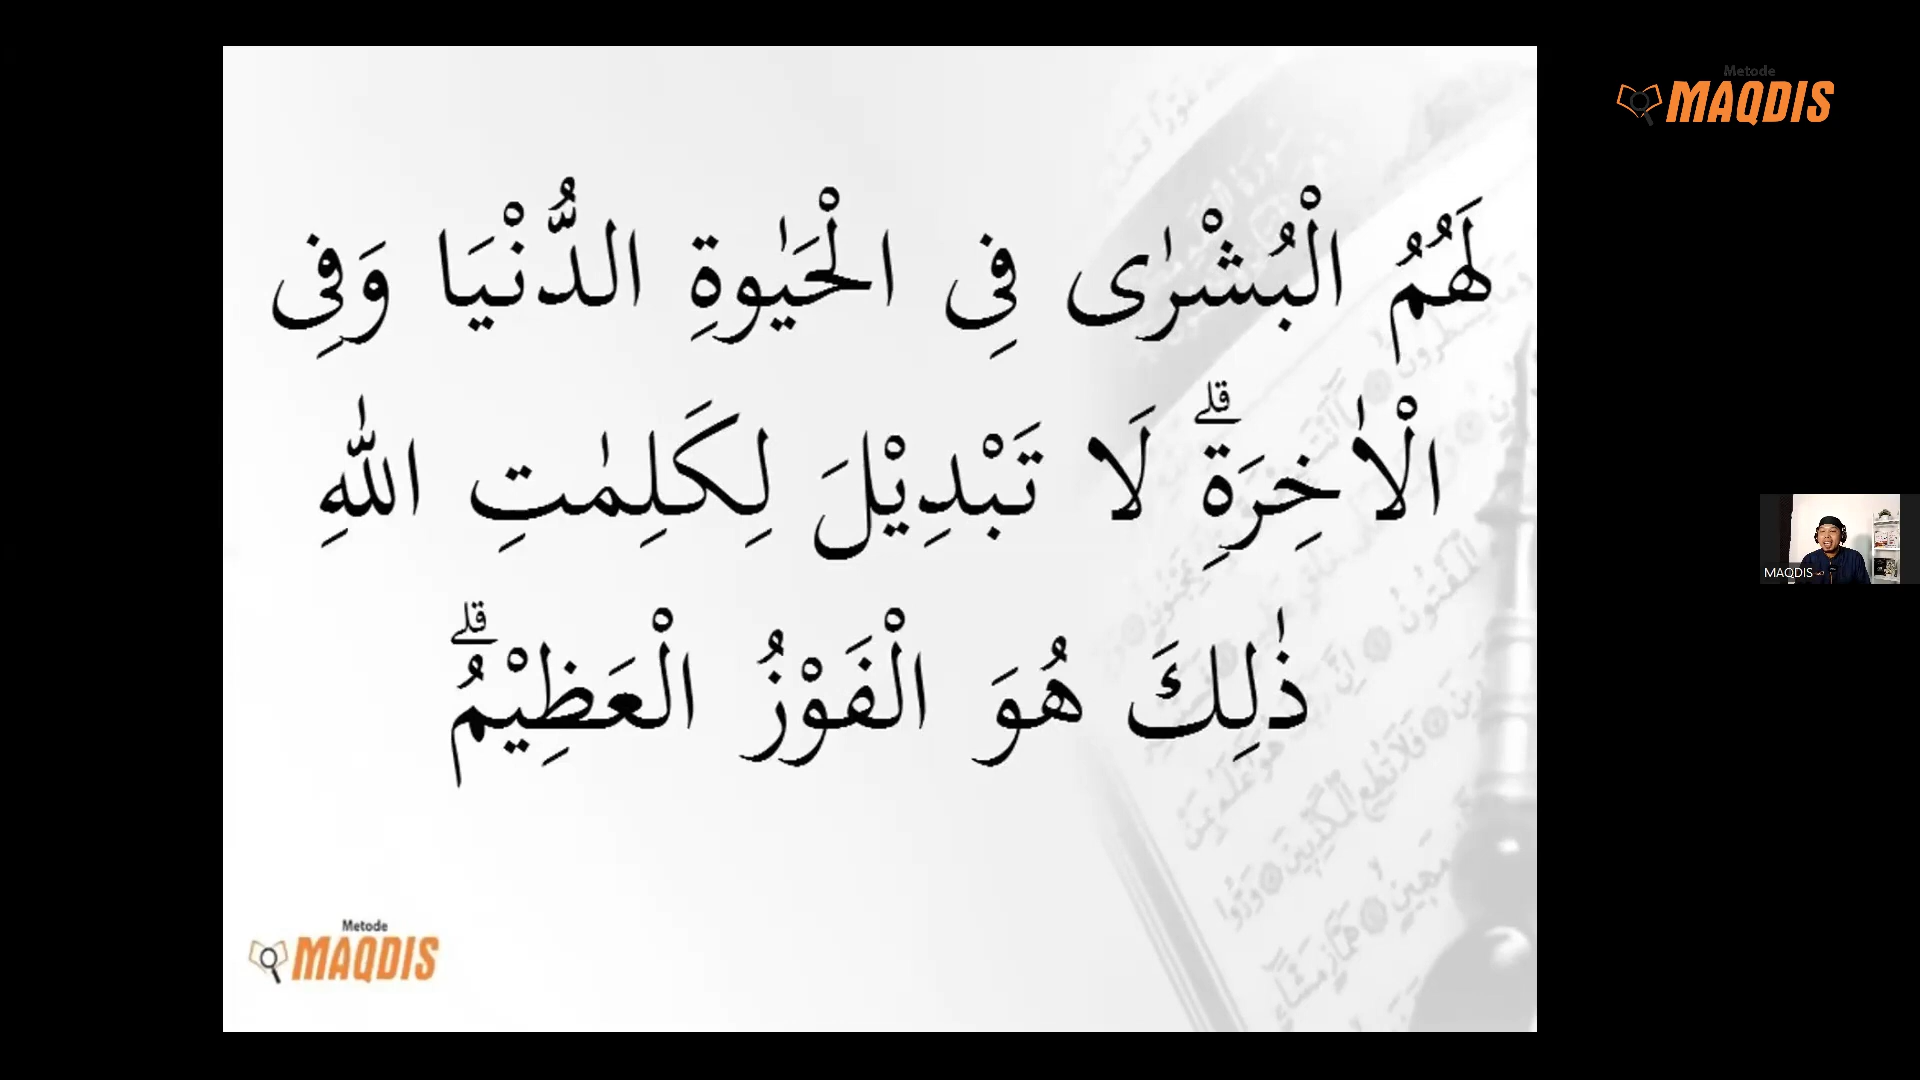 Metode
MAQDIS
لَهُمُ الْبُشْرٰى فِى الْحَيٰوةِ الدُّنْيَا وَفِى
الْاٰخِرَةِۗ لَا تَبْدِيْلَ لِكَلِمٰتِ اللّٰهِ
ذٰلِكَ هُوَ الْفَوْزُ الْعَظِيْمُۗ
MAQDIS
Metode
MAQDIS